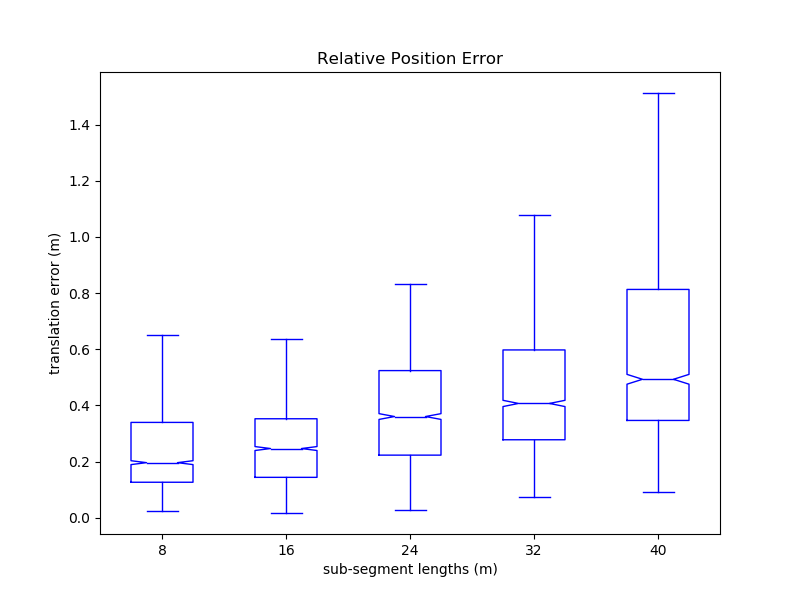 Relative Position Error
translation error (m)
1.4
1.2
1.0
0.8
0.6
0.4
0.2
0.0
8 16 24 32 40
sub-segment lengths (m)